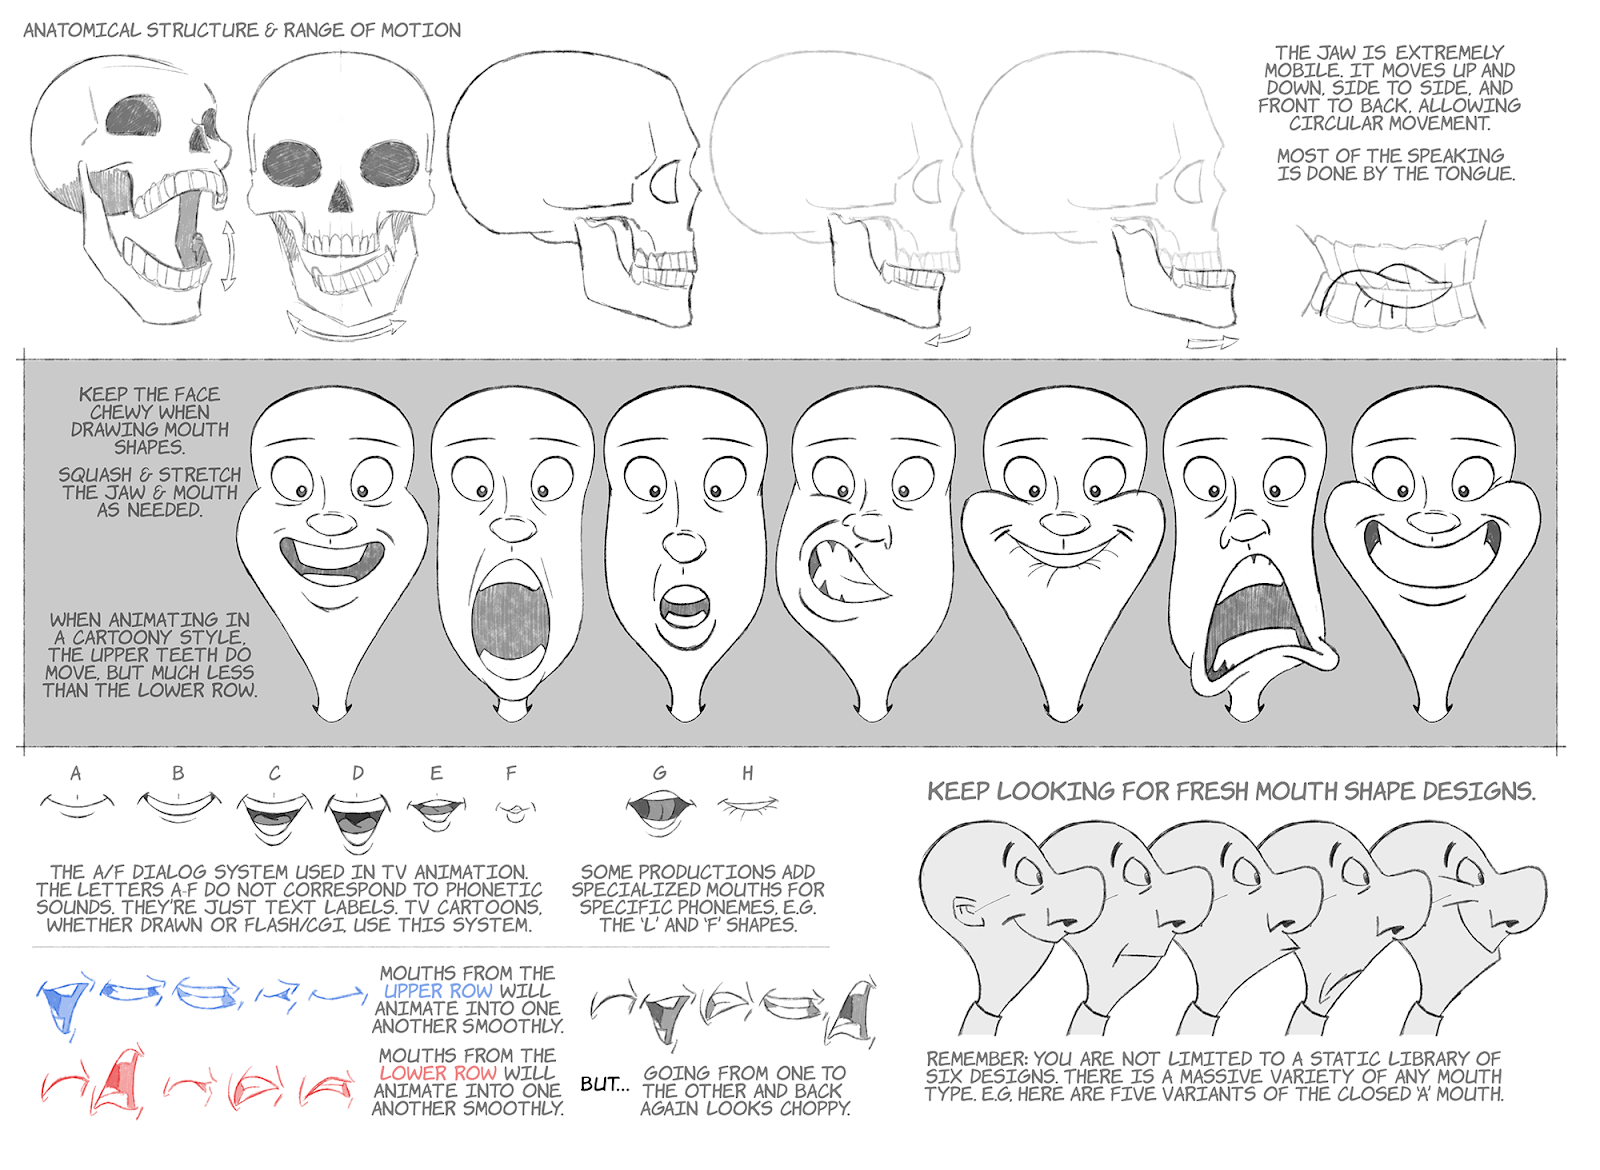 ANATOMICAL STRUCTURE & RANGE OF MOTION
THE JAW IS EXTREMELY
MOBILE. IT MOVES UP AND
DOWN, SIDE TO SIDE, AND
FRONT TO BACK, ALLOWING
CIRCULAR MOVEMENT.
MOST OF THE SPEAKING
IS DONE BY THE TONGUE.
KEEP THE FACE
CHEWY WHEN
DRAWING MOUTH
SHAPES.
SQUASH & STRETCH
THE JAW & MOUTH
AS NEEDED.
WHEN ANIMATING IN
A CARTOONY STYLE,
THE UPPER TEETH DO
MOVE, BUT MUCH LESS
THAN THE LOWER ROW.
A B C D E F G H
THE A/F DIALOG SYSTEM USED IN TV ANIMATION.
THE LETTERS A-F DO NOT CORRESPOND TO PHONETIC
SOUNDS. THEY'RE JUST TEXT LABELS. TV CARTOONS,
WHETHER DRAWN OR FLASH/CGI, USE THIS SYSTEM.
SOME PRODUCTIONS ADD
SPECIALIZED MOUTHS FOR
SPECIFIC PHONEMES, E.G.
THE 'L' AND 'F' SHAPES.
MOUTHS FROM THE
UPPER ROW WILL
ANIMATE INTO ONE
ANOTHER SMOOTHLY.
MOUTHS FROM THE
LOWER ROW WILL
ANIMATE INTO ONE
ANOTHER SMOOTHLY.
BUT...
GOING FROM ONE TO
THE OTHER AND BACK
AGAIN LOOKS CHOPPY.
KEEP LOOKING FOR FRESH MOUTH SHAPE DESIGNS.
REMEMBER: YOU ARE NOT LIMITED TO A STATIC LIBRARY OF
SIX DESIGNS. THERE IS A MASSIVE VARIETY OF ANY MOUTH
TYPE. E.G. HERE ARE FIVE VARIANTS OF THE CLOSED 'A' MOUTH.